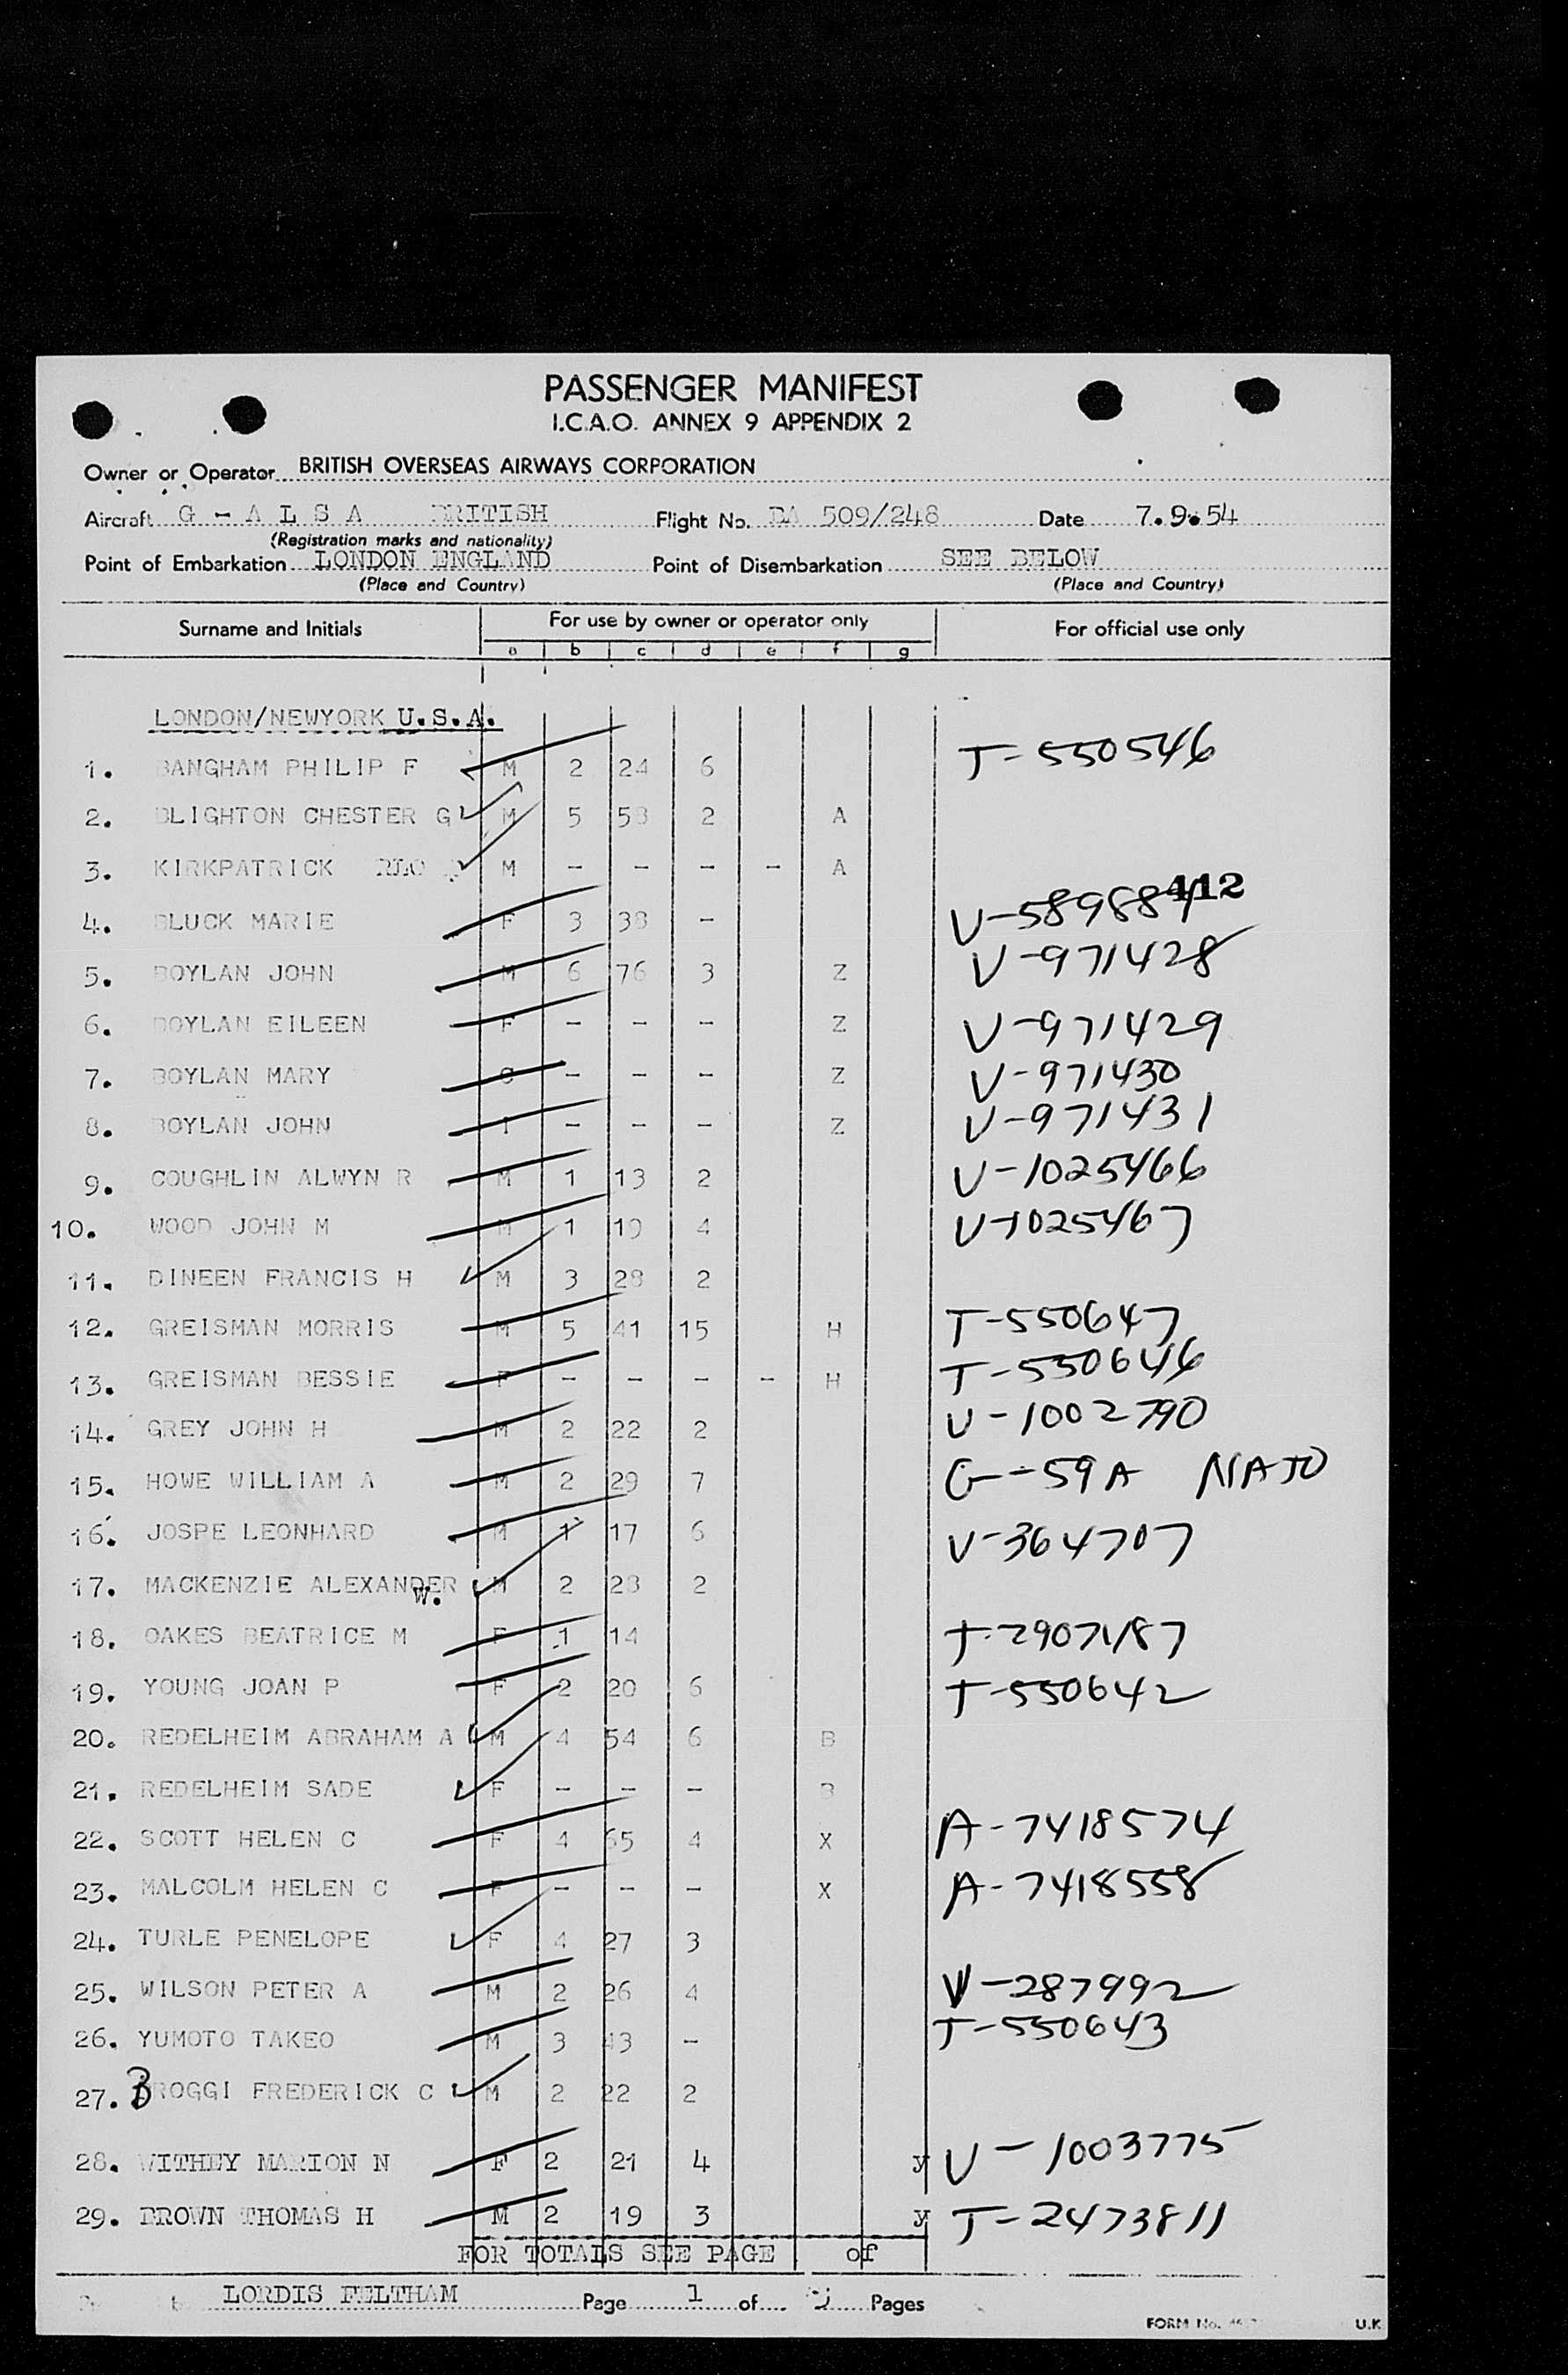 PASSENGER MANIFEST
I.C.A.O. ANNEX 9 APPENDIX 2
Owner or Operator BRITISH OVERSEAS AIRWAYS CORPORATION
Aircraft G - A L S A BRITISH Flight No. BA 509/248 Date 7.9.54
(Registration marks and nationality)
Point of Embarkation LONDON ENGLAND Point of Disembarkation SEE BELOW
(Place and Country) (Place and Country)
Surname and Initials For use by owner or operator only For official use only
a b c d e f g
LONDON/NEWYORK U.S.A.
1. BANGHAM PHILIP F M 2 24 6 T-550546
2. BLIGHTON CHESTER G M 5 58 2 A
3. KIRKPATRICK M - - - - A
412
4. BLUCK MARIE F 3 38 - V-589884
5. BOYLAN JOHN M 6 76 3 Z V-971428
6. BOYLAN EILEEN F - - - Z V-971429
7. BOYLAN MARY C - - - Z V-971430
8. BOYLAN JOHN I - - - Z V-971431
9. COUGHLIN ALWYN R M 1 13 2 V-1025466
10. WOOD JOHN M M 1 19 4 V-1025467
11. DINEEN FRANCIS H M 3 28 2
12. GREISMAN MORRIS M 5 41 15 H T-550647
13. GREISMAN BESSIE F - - - - H T-550646
14. GREY JOHN H M 2 22 2 V-1002790
15. HOWE WILLIAM A M 2 29 7 G-59A NATO
16. JOSPE LEONHARD M 1 17 6 V-364707
17. MACKENZIE ALEXANDER W. M 2 28 2
18. OAKES BEATRICE M F 1 14
19. YOUNG JOAN P F 2 20 6 T-550642
20. REDELHEIM ABRAHAM A M 4 54 6 B
21. REDELHEIM SADE F - - - B
22. SCOTT HELEN C F 4 65 4 X A-7418574
23. MALCOLM HELEN C F - - - X A-7418558
24. TURLE PENELOPE F 4 27 3
25. WILSON PETER A M 2 26 4 V-287992
26. YUMOTO TAKEO M 3 43 - T-550643
27. BROGGI FREDERICK C M 2 22 2
28. WITHEY MARION N F 2 21 4 y V-1003775
29. BROWN THOMAS H M 2 19 3 y T-2473811
FOR TOTALS SEE PAGE of
LORDIS FELTHAM Page 1 of Pages
FORM No. U.K.